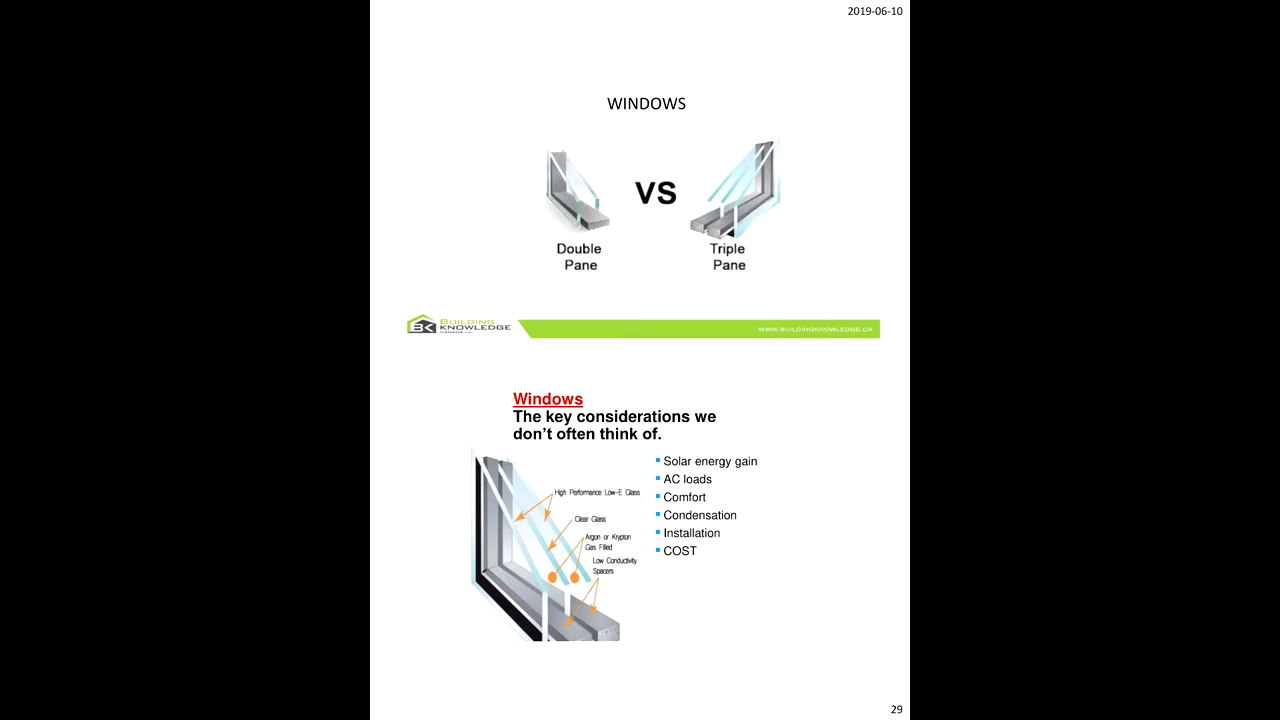 2019-06-10
WINDOWS
VS
Double
Pane
Triple
Pane
BK
BUILDING
KNOWLEDGE
WWW.BUILDINGKNOWLEDGE.CA
Windows
The key considerations we
don't often think of.
Solar energy gain
AC loads
Comfort
Condensation
Installation
COST
High Performance Low-E Glass
Clear Glass
Argon or Krypton
Gas Filled
Low Conductivity
Spacers
29